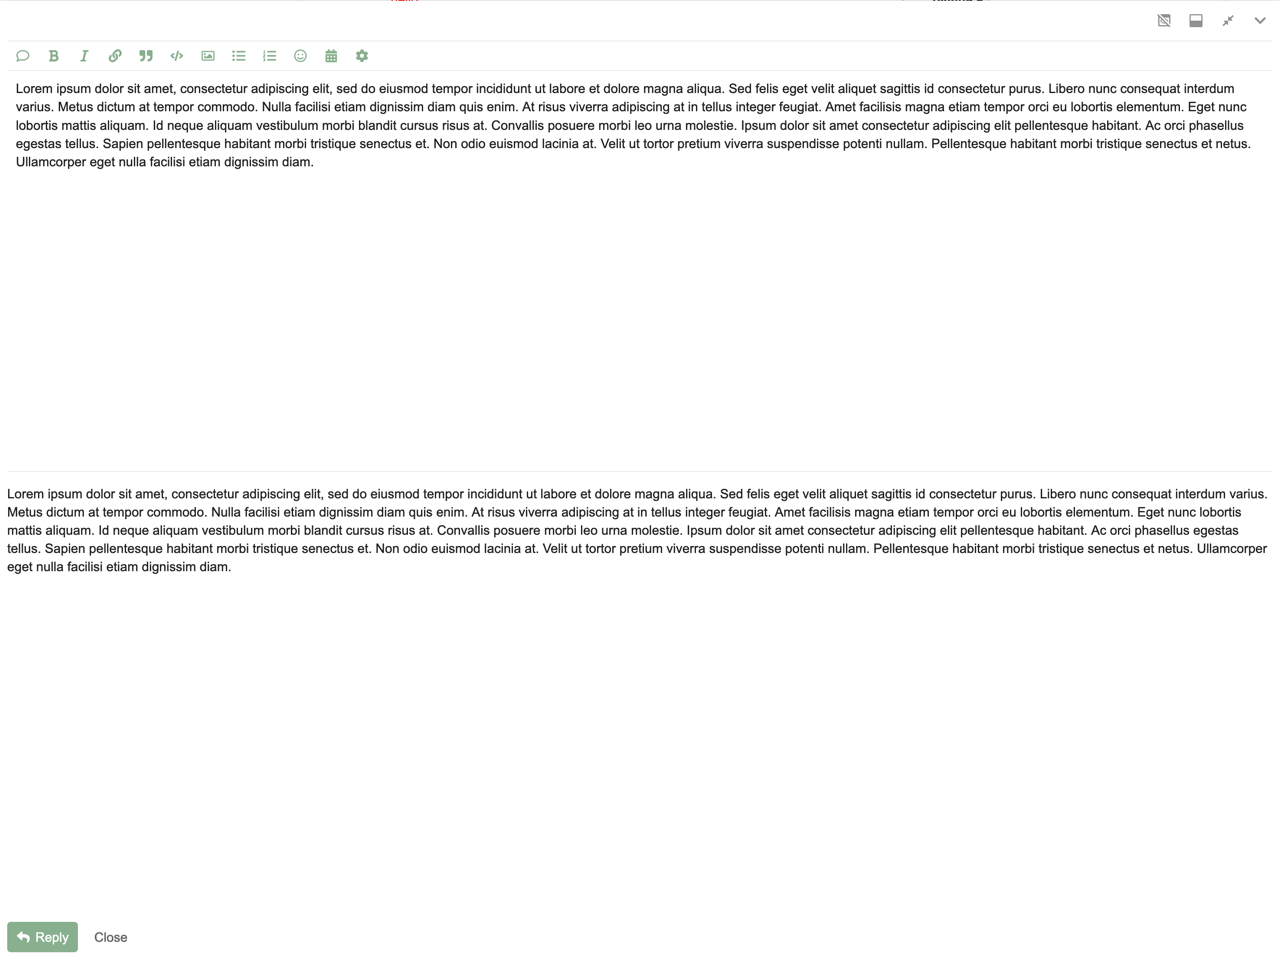 Lorem ipsum dolor sit amet, consectetur adipiscing elit, sed do eiusmod tempor incididunt ut labore et dolore magna aliqua. Sed felis eget velit aliquet sagittis id consectetur purus. Libero nunc consequat interdum
varius. Metus dictum at tempor commodo. Nulla facilisi etiam dignissim diam quis enim. At risus viverra adipiscing at in tellus integer feugiat. Amet facilisis magna etiam tempor orci eu lobortis elementum. Eget nunc
lobortis mattis aliquam. Id neque aliquam vestibulum morbi blandit cursus risus at. Convallis posuere morbi leo urna molestie. Ipsum dolor sit amet consectetur adipiscing elit pellentesque habitant. Ac orci phasellus
egestas tellus. Sapien pellentesque habitant morbi tristique senectus et. Non odio euismod lacinia at. Velit ut tortor pretium viverra suspendisse potenti nullam. Pellentesque habitant morbi tristique senectus et netus.
Ullamcorper eget nulla facilisi etiam dignissim diam.
Lorem ipsum dolor sit amet, consectetur adipiscing elit, sed do eiusmod tempor incididunt ut labore et dolore magna aliqua. Sed felis eget velit aliquet sagittis id consectetur purus. Libero nunc consequat interdum varius.
Metus dictum at tempor commodo. Nulla facilisi etiam dignissim diam quis enim. At risus viverra adipiscing at in tellus integer feugiat. Amet facilisis magna etiam tempor orci eu lobortis elementum. Eget nunc lobortis
mattis aliquam. Id neque aliquam vestibulum morbi blandit cursus risus at. Convallis posuere morbi leo urna molestie. Ipsum dolor sit amet consectetur adipiscing elit pellentesque habitant. Ac orci phasellus egestas
tellus. Sapien pellentesque habitant morbi tristique senectus et. Non odio euismod lacinia at. Velit ut tortor pretium viverra suspendisse potenti nullam. Pellentesque habitant morbi tristique senectus et netus. Ullamcorper
eget nulla facilisi etiam dignissim diam.
Reply Close